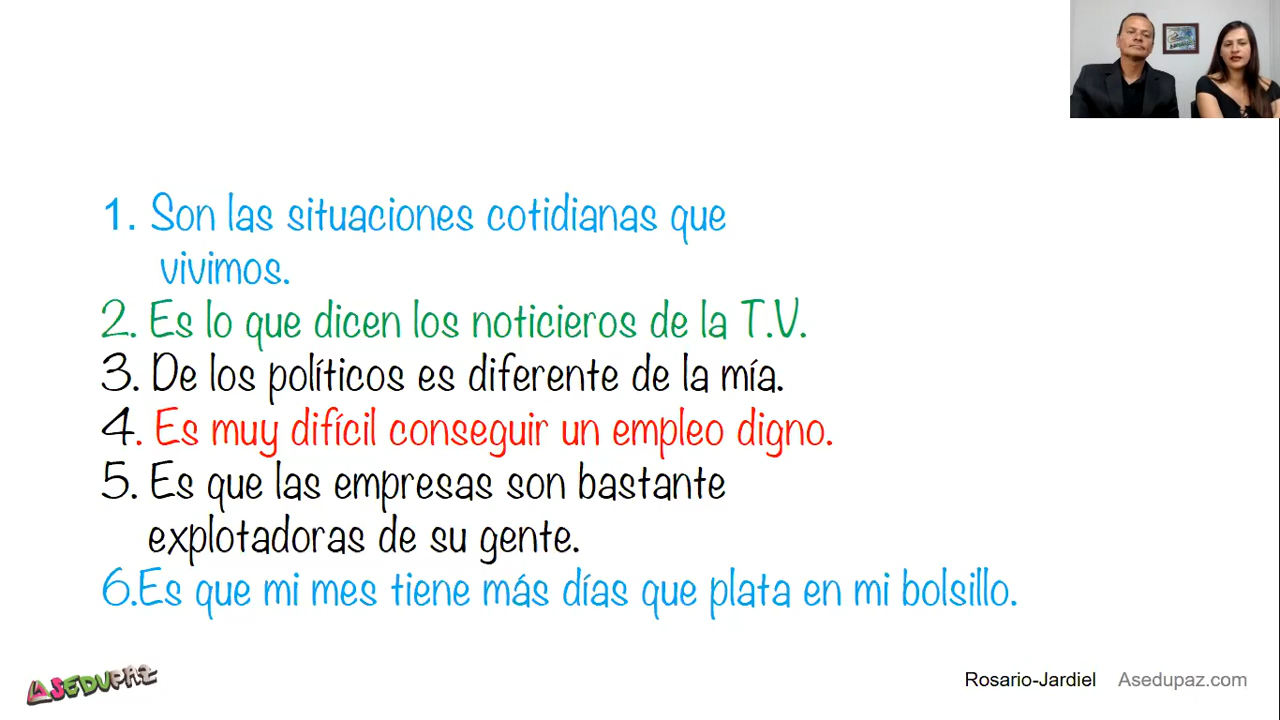 1. Son las situaciones cotidianas que
vivimos.
2. Es lo que dicen los noticieros de la T.V.
3. De los políticos es diferente de la mía.
4. Es muy difícil conseguir un empleo digno.
5. Es que las empresas son bastante
explotadoras de su gente.
6.Es que mi mes tiene más días que plata en mi bolsillo.
ASEDUPAZ
Rosario-Jardiel Asedupaz.com